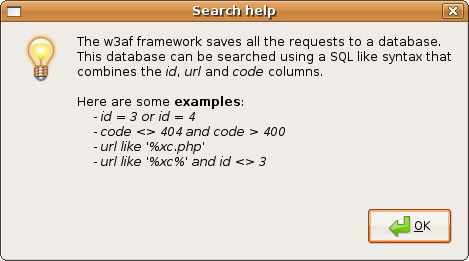 Search help
The w3af framework saves all the requests to a database.
This database can be searched using a SQL like syntax that
combines the id, url and code columns.
Here are some examples:
- id = 3 or id = 4
- code <> 404 and code > 400
- url like '%xc.php'
- url like '%xc%' and id <> 3
OK